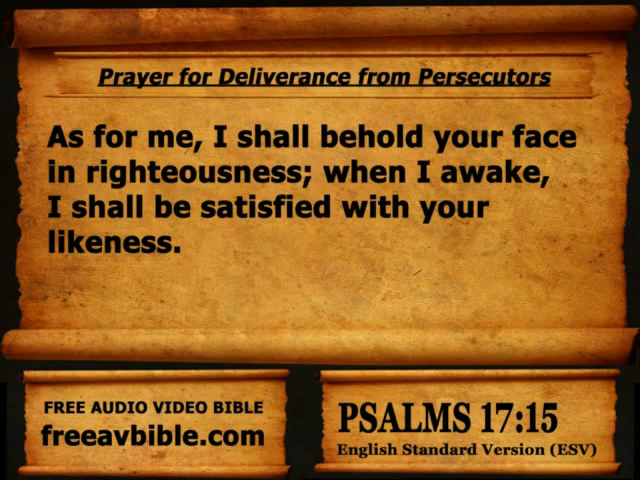 Prayer for Deliverance from Persecutors
As for me, I shall behold your face
in righteousness; when I awake,
I shall be satisfied with your
likeness.
FREE AUDIO VIDEO BIBLE
freeavbible.com
PSALMS 17:15
English Standard Version (ESV)